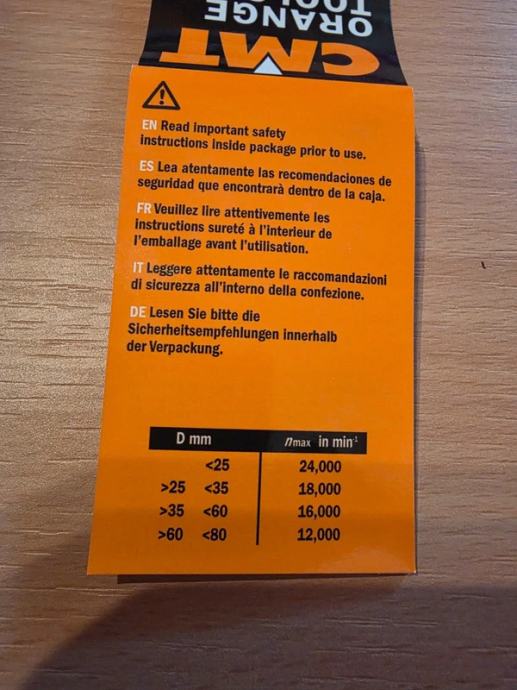 CMT
ORANGE
TOOLS
EN Read important safety
instructions inside package prior to use.
ES Lea atentamente las recomendaciones de
seguridad que encontrarà dentro de la caja.
FR Veuillez lire attentivement les
instructions sureté à l'interieur de
l'emballage avant l'utilisation.
IT Leggere attentamente le raccomandazioni
di sicurezza all'interno della confezione.
DE Lesen Sie bitte die
Sicherheitsempfehlungen innerhalb
der Verpackung.
D mm nmax in min-1
<25 24,000
>25 <35 18,000
>35 <60 16,000
>60 <80 12,000